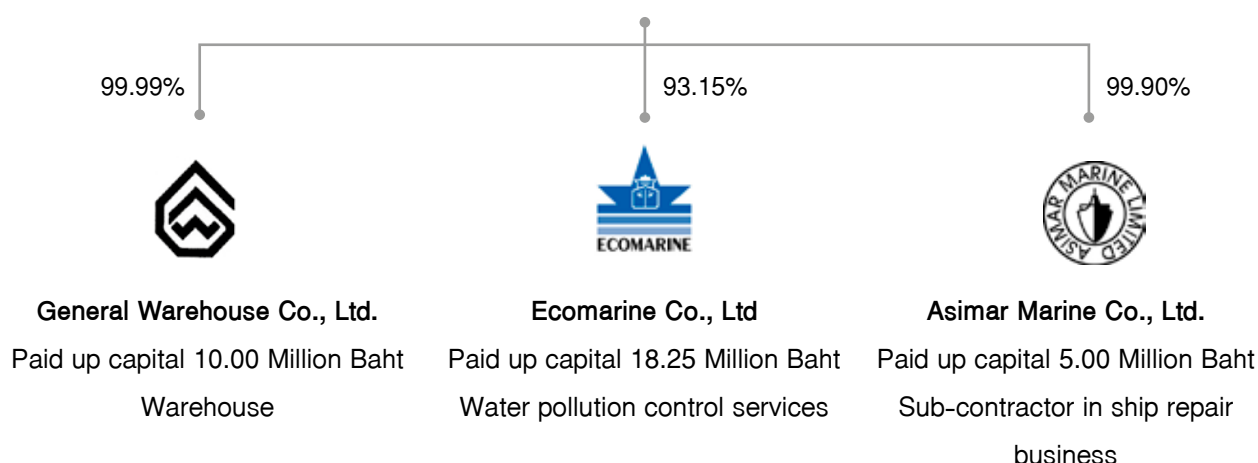 99.99%
93.15%
99.90%
ECOMARINE
ASIMAR MARINE LIMITED
General Warehouse Co., Ltd.
Paid up capital 10.00 Million Baht
Warehouse
Ecomarine Co., Ltd
Paid up capital 18.25 Million Baht
Water pollution control services
Asimar Marine Co., Ltd.
Paid up capital 5.00 Million Baht
Sub-contractor in ship repair
business